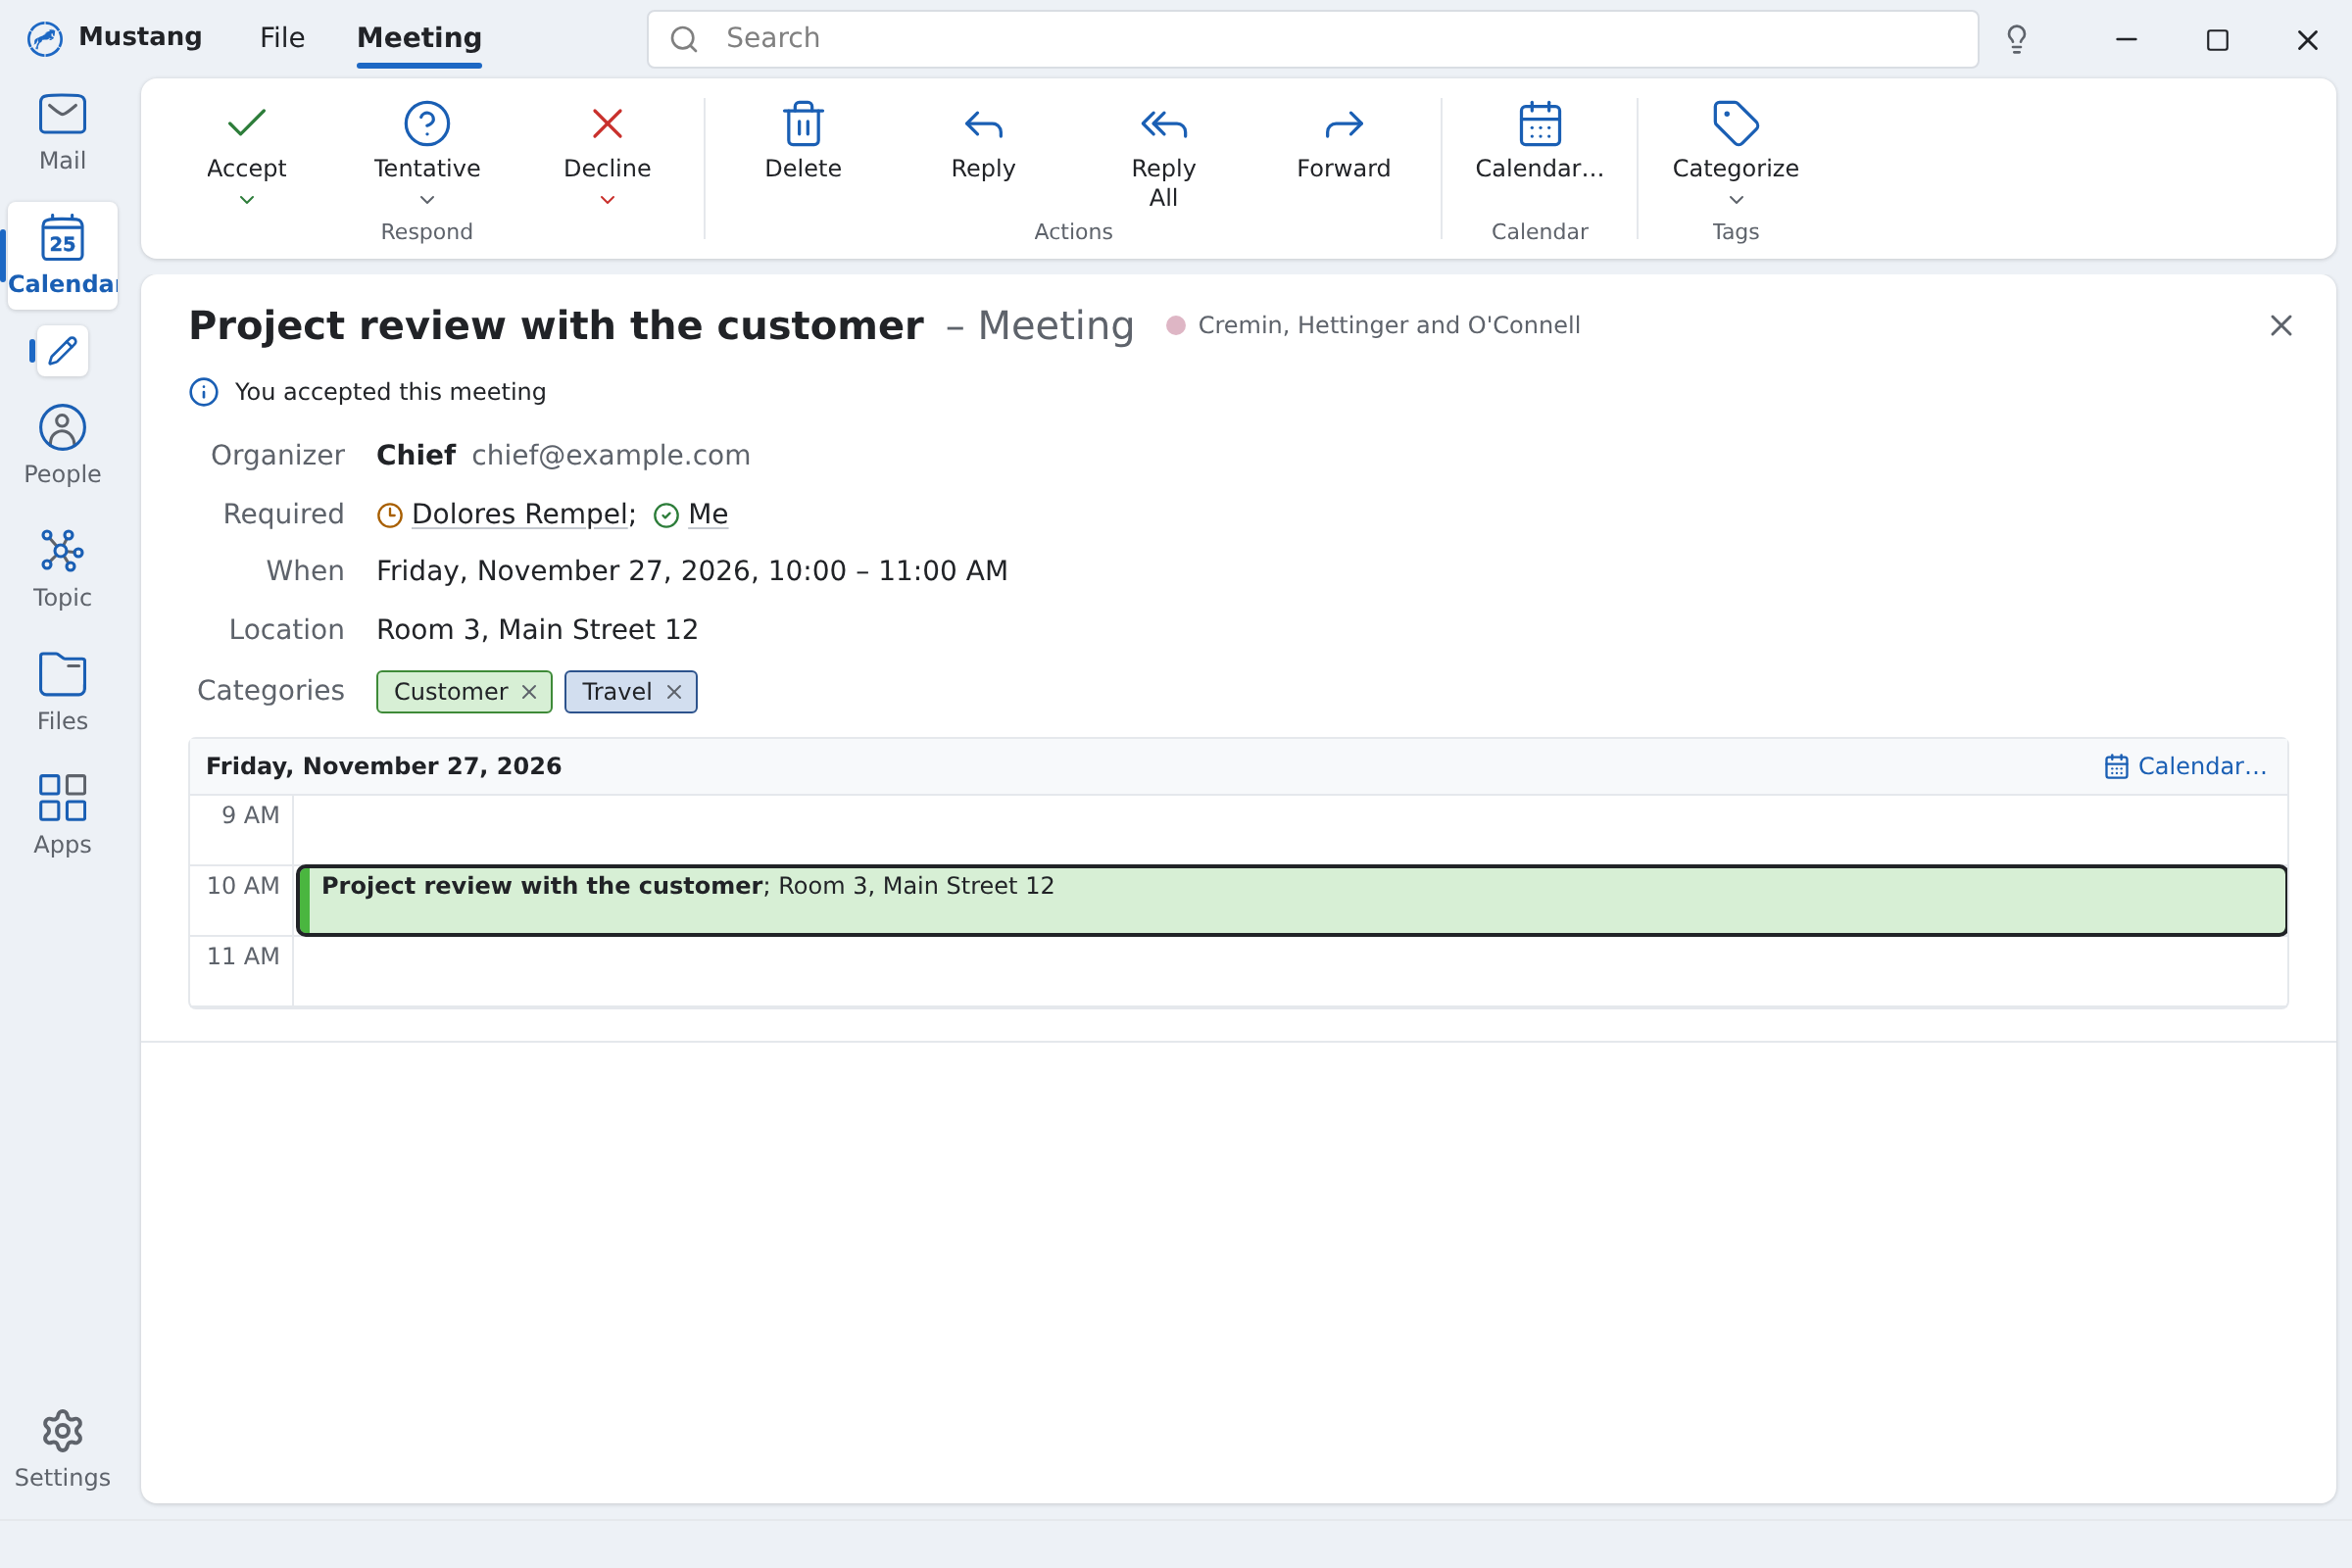 Mustang File Meeting Search
Mail
25
Calendar
People
Topic
Files
Apps
Settings
Accept Tentative Decline Delete Reply Reply All Forward Calendar... Categorize
Respond Actions Calendar Tags
Project review with the customer – Meeting Cremin, Hettinger and O'Connell
You accepted this meeting
Organizer Chief chief@example.com
Required Dolores Rempel; Me
When Friday, November 27, 2026, 10:00 – 11:00 AM
Location Room 3, Main Street 12
Categories Customer Travel
Friday, November 27, 2026 Calendar...
9 AM
10 AM Project review with the customer; Room 3, Main Street 12
11 AM